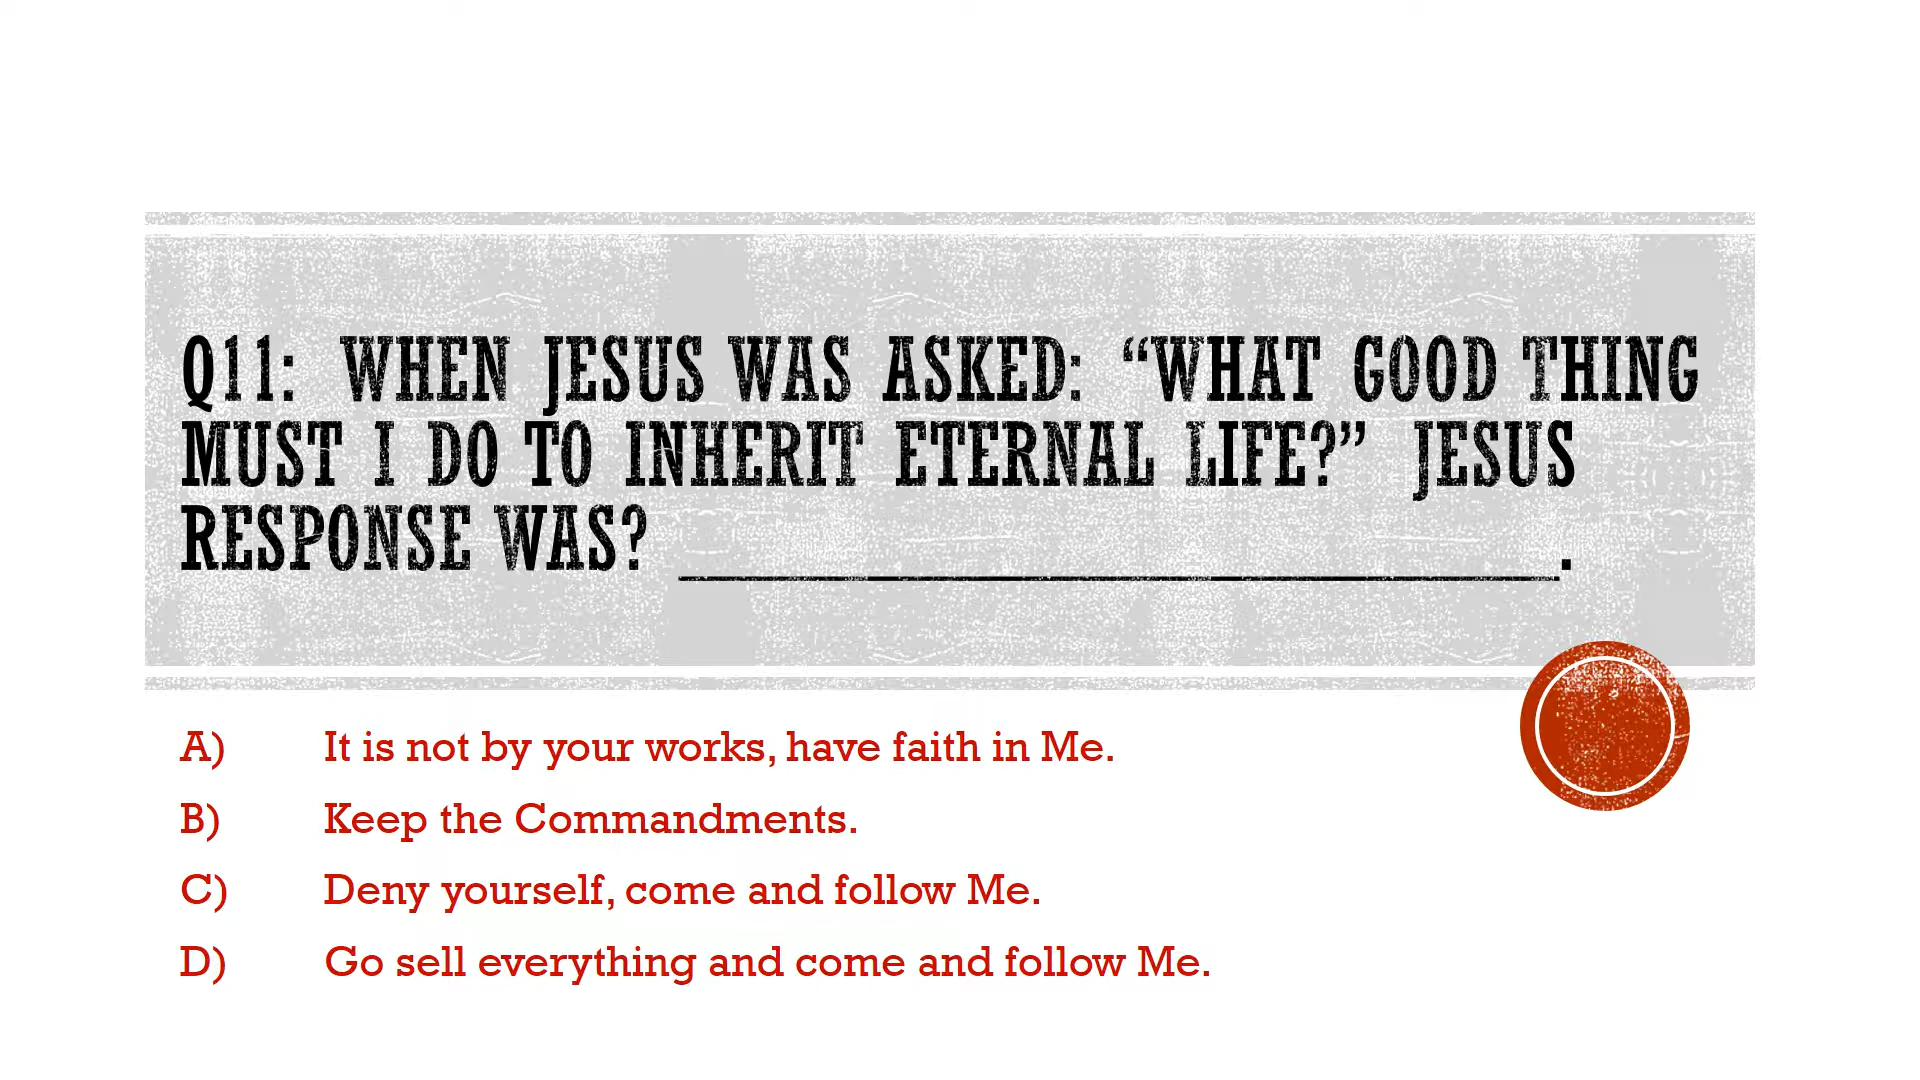 Q11: WHEN JESUS WAS ASKED: “WHAT GOOD THING
MUST I DO TO INHERIT ETERNAL LIFE?” JESUS
RESPONSE WAS? ______________________.
A) It is not by your works, have faith in Me.
B) Keep the Commandments.
C) Deny yourself, come and follow Me.
D) Go sell everything and come and follow Me.